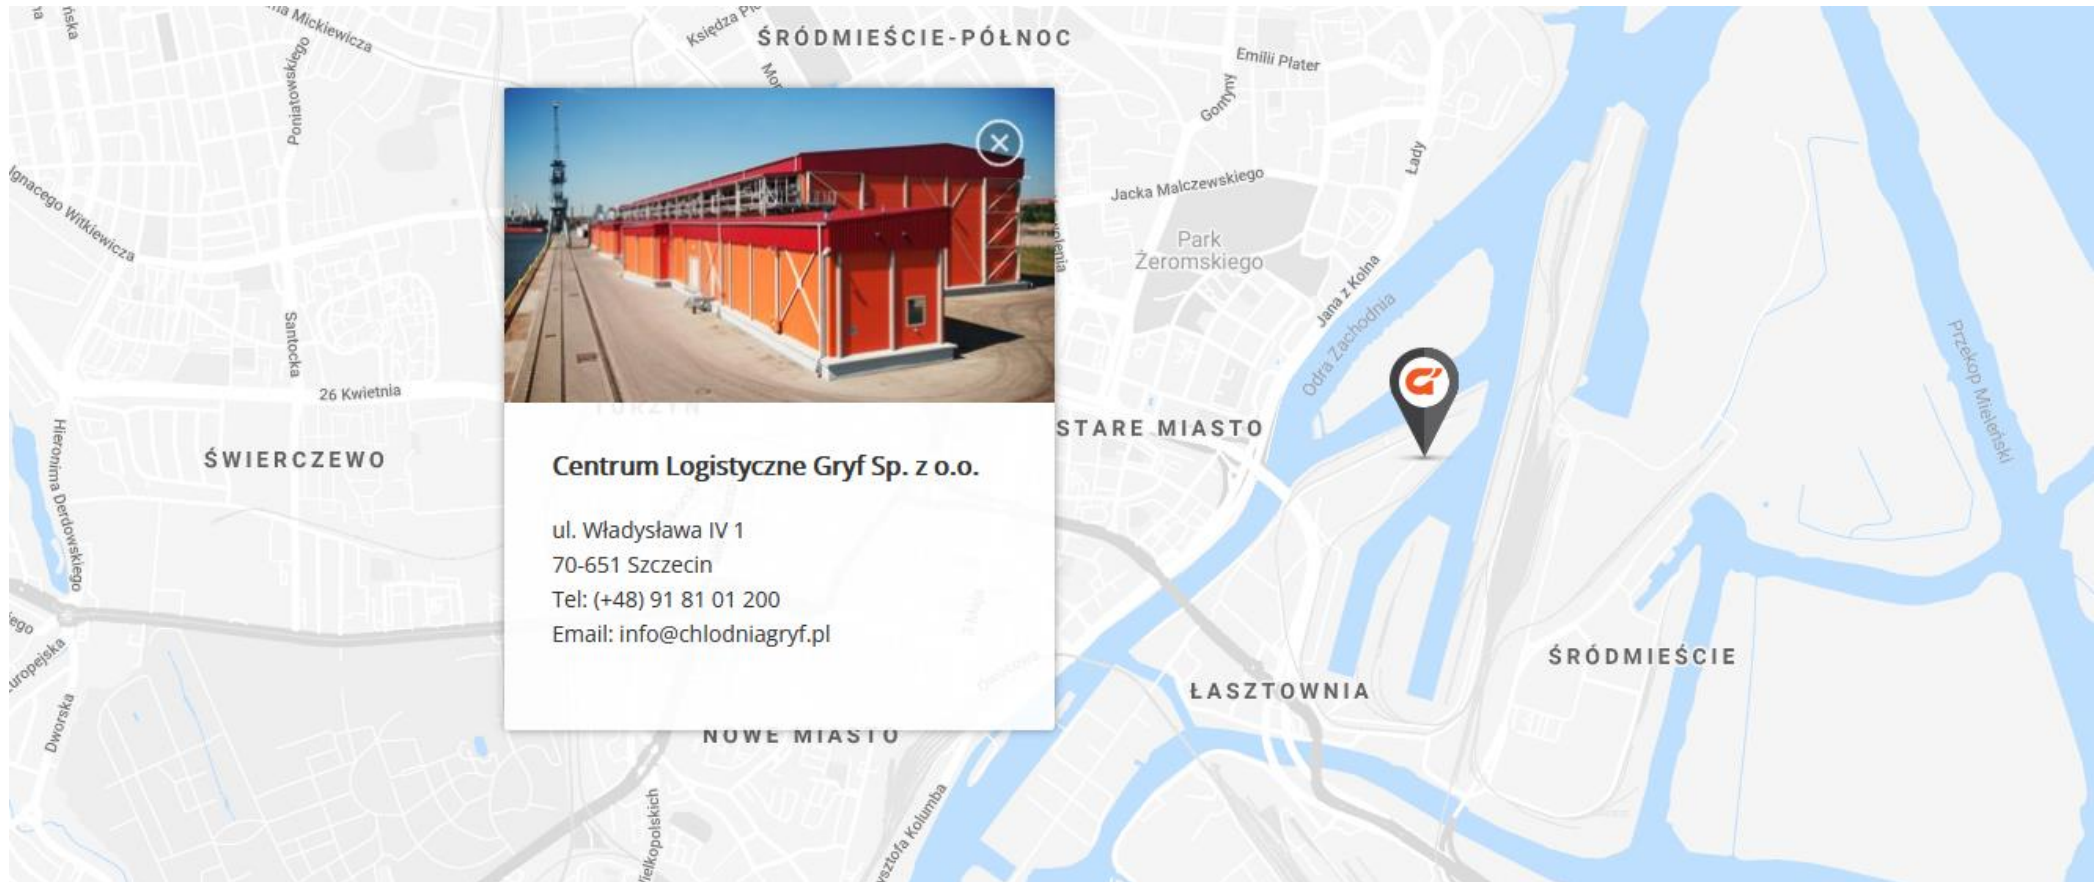 Księdza
ŚRÓDMIEŚCIE-PÓŁNOC
Mickiewicza
Poniatowskiego
Emilii Plater
Gontyny
Łady
Ignacego Witkiewicza
Jacka Malczewskiego
Park
Żeromskiego
Jana z Kolna
Odra Zachodnia
Santocka
26 Kwietnia
Przekop Mieleński
Hieronima Derdowskiego
ŚWIERCZEWO
STARE MIASTO
Centrum Logistyczne Gryf Sp. z o.o.
ul. Władysława IV 1
70-651 Szczecin
Tel: (+48) 91 81 01 200
Email: info@chlodniagryf.pl
ŚRÓDMIEŚCIE
ŁASZTOWNIA
Dworska
NOWE MIASTO
ielkopolskich
ysztofa Kolumba